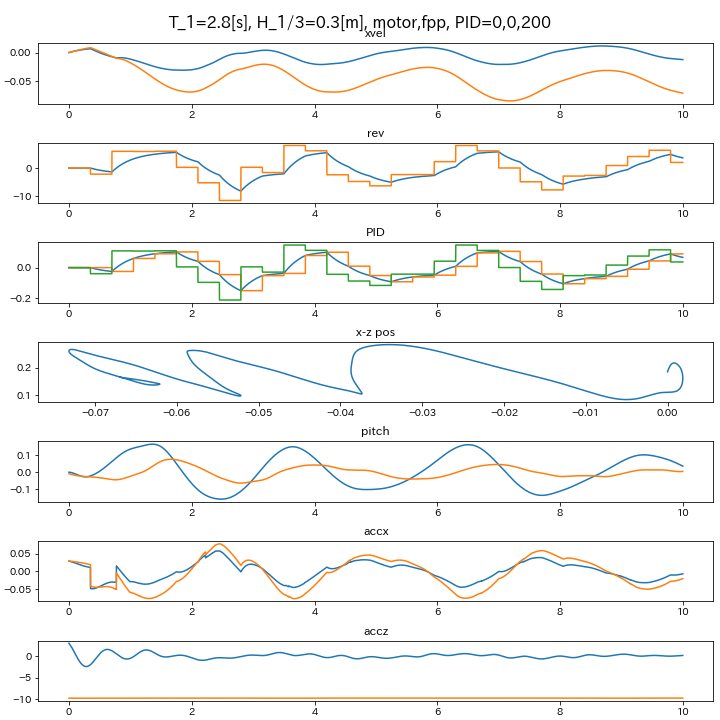 T_1=2.8[s], H_1/3=0.3[m], motor,fpp, PID=0,0,200
xvel
0.00
−0.05
0 2 4 6 8 10
rev
0
−10
0 2 4 6 8 10
PID
0.0
−0.2
0 2 4 6 8 10
x-z pos
0.2
0.1
−0.07 −0.06 −0.05 −0.04 −0.03 −0.02 −0.01 0.00
pitch
0.1
0.0
−0.1
0 2 4 6 8 10
accx
0.05
0.00
−0.05
0 2 4 6 8 10
accz
0
−5
−10
0 2 4 6 8 10